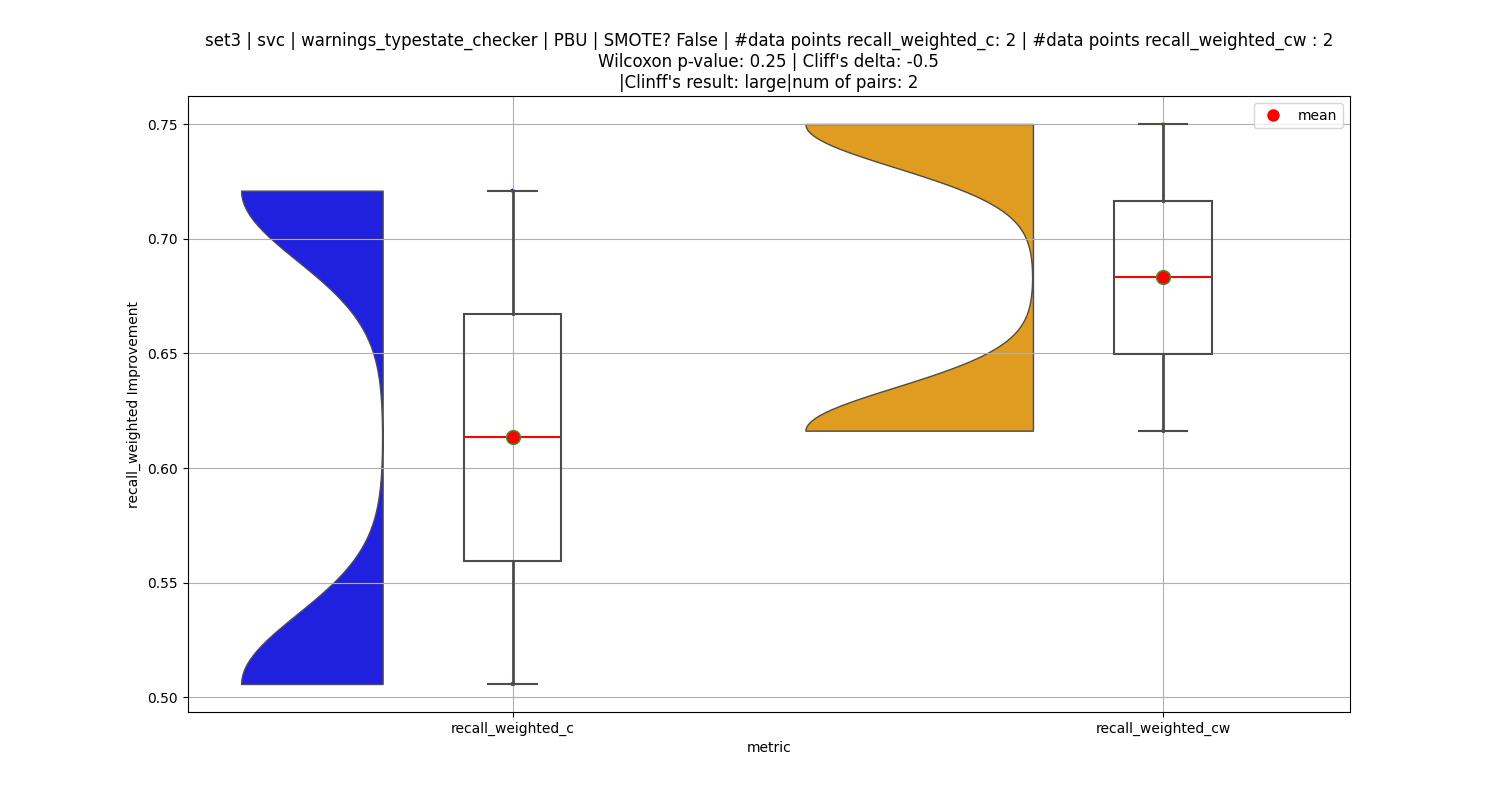 set3 | svc | warnings_typestate_checker | PBU | SMOTE? False | #data points recall_weighted_c: 2 | #data points recall_weighted_cw : 2
Wilcoxon p-value: 0.25 | Cliff's delta: -0.5
|Clinff's result: large|num of pairs: 2
mean
0.75
0.70
0.65
0.60
0.55
0.50
recall_weighted Improvement
recall_weighted_c
recall_weighted_cw
metric